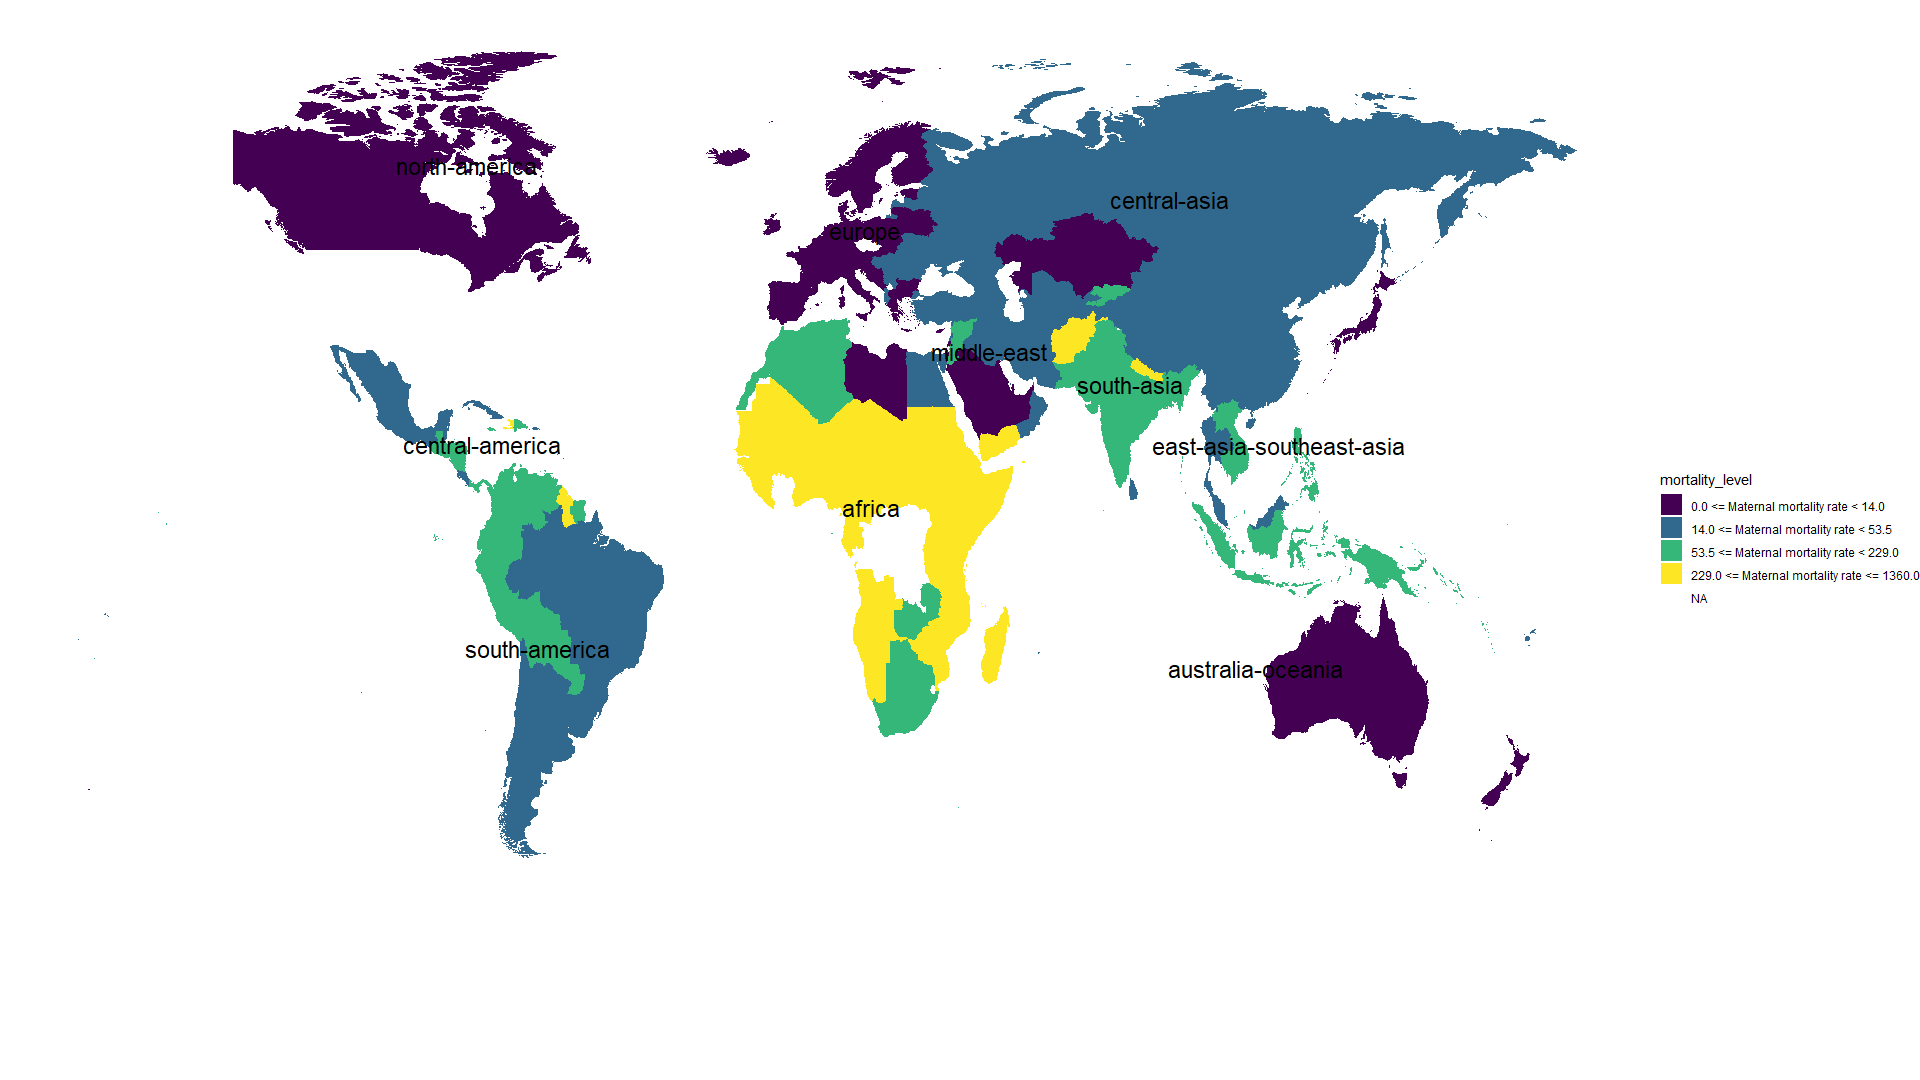 north-america
central-asia
europe
middle-east
south-asia
central-america
east-asia-southeast-asia
africa
south-america
australia-oceania
mortality_level
0.0 <= Maternal mortality rate < 14.0
14.0 <= Maternal mortality rate < 53.5
53.5 <= Maternal mortality rate < 229.0
229.0 <= Maternal mortality rate <= 1360.0
NA